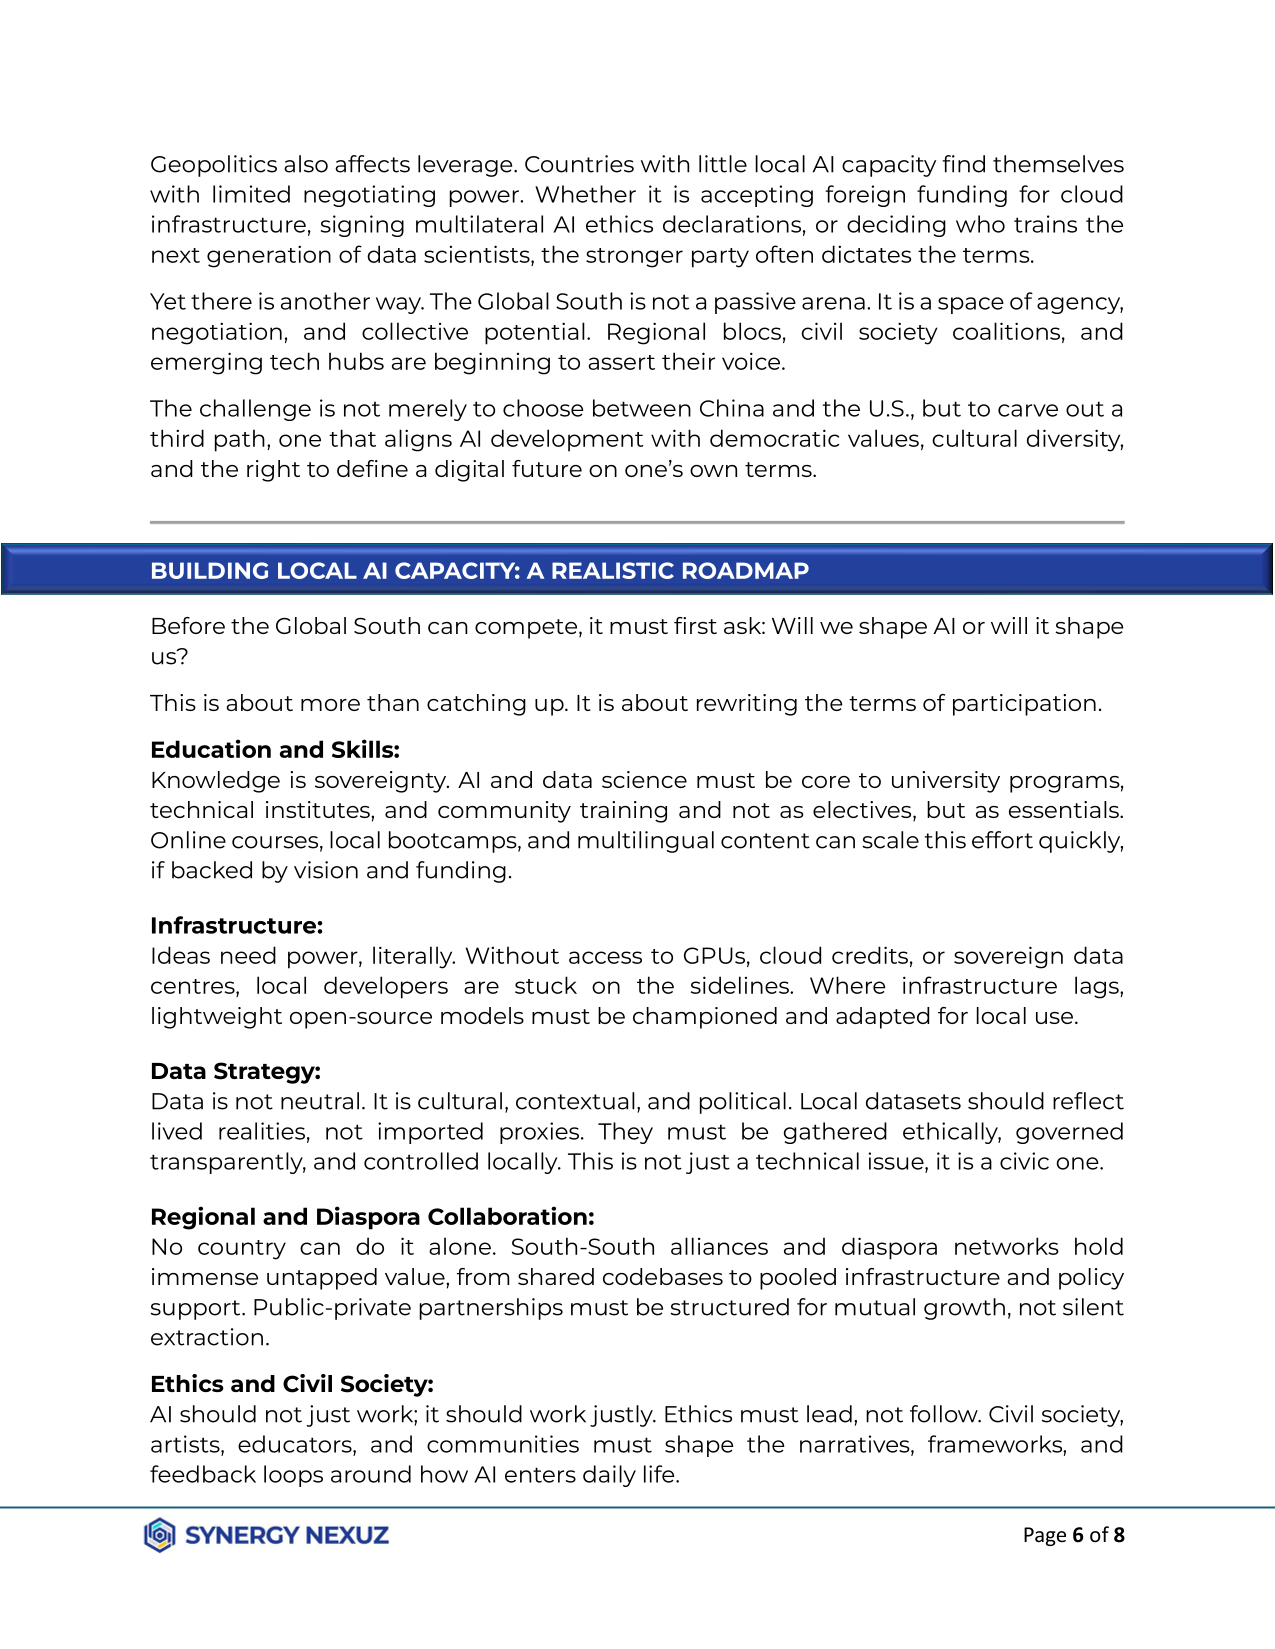 Geopolitics also affects leverage. Countries with little local AI capacity find themselves
with limited negotiating power. Whether it is accepting foreign funding for cloud
infrastructure, signing multilateral AI ethics declarations, or deciding who trains the
next generation of data scientists, the stronger party often dictates the terms.
Yet there is another way. The Global South is not a passive arena. It is a space of agency,
negotiation, and collective potential. Regional blocs, civil society coalitions, and
emerging tech hubs are beginning to assert their voice.
The challenge is not merely to choose between China and the U.S., but to carve out a
third path, one that aligns AI development with democratic values, cultural diversity,
and the right to define a digital future on one’s own terms.
BUILDING LOCAL AI CAPACITY: A REALISTIC ROADMAP
Before the Global South can compete, it must first ask: Will we shape AI or will it shape
us?
This is about more than catching up. It is about rewriting the terms of participation.
Education and Skills:
Knowledge is sovereignty. AI and data science must be core to university programs,
technical institutes, and community training and not as electives, but as essentials.
Online courses, local bootcamps, and multilingual content can scale this effort quickly,
if backed by vision and funding.
Infrastructure:
Ideas need power, literally. Without access to GPUs, cloud credits, or sovereign data
centres, local developers are stuck on the sidelines. Where infrastructure lags,
lightweight open-source models must be championed and adapted for local use.
Data Strategy:
Data is not neutral. It is cultural, contextual, and political. Local datasets should reflect
lived realities, not imported proxies. They must be gathered ethically, governed
transparently, and controlled locally. This is not just a technical issue, it is a civic one.
Regional and Diaspora Collaboration:
No country can do it alone. South-South alliances and diaspora networks hold
immense untapped value, from shared codebases to pooled infrastructure and policy
support. Public-private partnerships must be structured for mutual growth, not silent
extraction.
Ethics and Civil Society:
AI should not just work; it should work justly. Ethics must lead, not follow. Civil society,
artists, educators, and communities must shape the narratives, frameworks, and
feedback loops around how AI enters daily life.
SYNERGY NEXUZ
Page 6 of 8